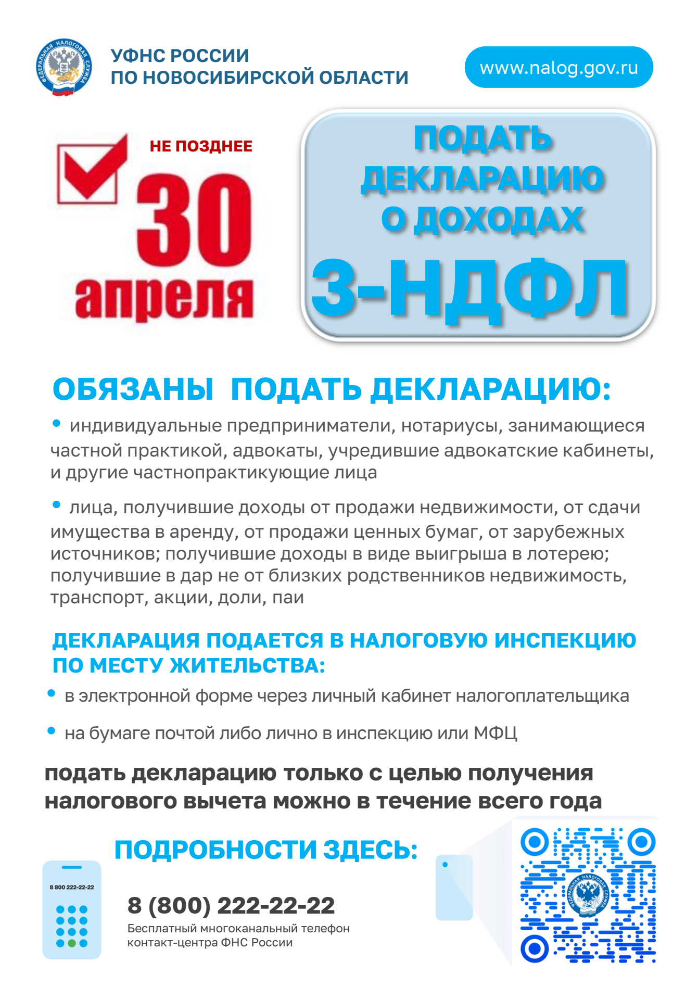 ФЕДЕРАЛЬНАЯ НАЛОГОВАЯ СЛУЖБА
УФНС РОССИИ
ПО НОВОСИБИРСКОЙ ОБЛАСТИ
www.nalog.gov.ru
НЕ ПОЗДНЕЕ
30
апреля
ПОДАТЬ
ДЕКЛАРАЦИЮ
О ДОХОДАХ
3-НДФЛ
ОБЯЗАНЫ ПОДАТЬ ДЕКЛАРАЦИЮ:
• индивидуальные предприниматели, нотариусы, занимающиеся
частной практикой, адвокаты, учредившие адвокатские кабинеты,
и другие частнопрактикующие лица
• лица, получившие доходы от продажи недвижимости, от сдачи
имущества в аренду, от продажи ценных бумаг, от зарубежных
источников; получившие доходы в виде выигрыша в лотерею;
получившие в дар не от близких родственников недвижимость,
транспорт, акции, доли, паи
ДЕКЛАРАЦИЯ ПОДАЕТСЯ В НАЛОГОВУЮ ИНСПЕКЦИЮ
ПО МЕСТУ ЖИТЕЛЬСТВА:
• в электронной форме через личный кабинет налогоплательщика
• на бумаге почтой либо лично в инспекцию или МФЦ
подать декларацию только с целью получения
налогового вычета можно в течение всего года
ПОДРОБНОСТИ ЗДЕСЬ:
8 800 222-22-22
8 (800) 222-22-22
Бесплатный многоканальный телефон
контакт-центра ФНС России
ФЕДЕРАЛЬНАЯ НАЛОГОВАЯ СЛУЖБА